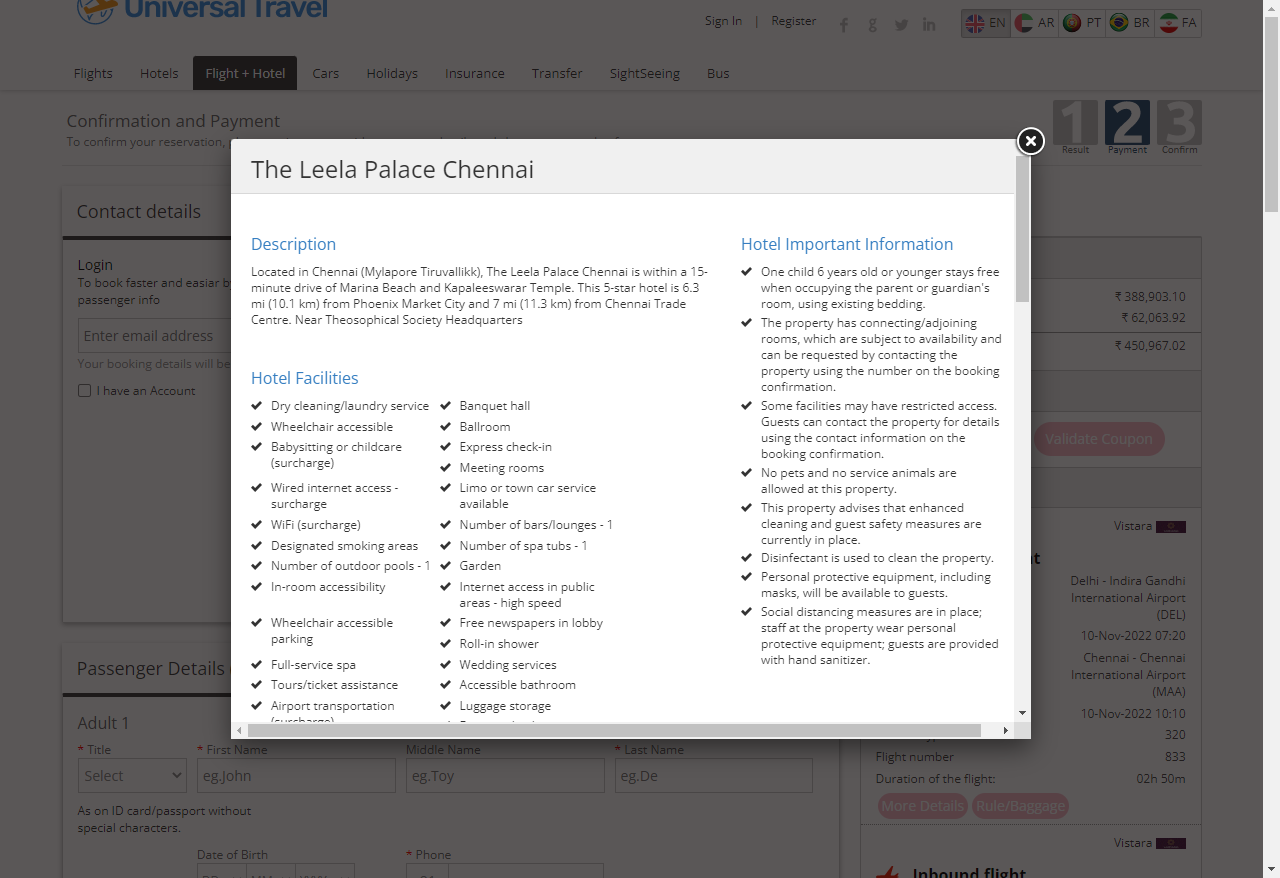 Universal Travel
Sign In | Register
EN AR PT BR FA
Flights Hotels Flight + Hotel Cars Holidays Insurance Transfer SightSeeing Bus
Confirmation and Payment
To confirm your reservation,
1 2 3
Result Payment Confirm
Contact details
Login
To book faster and easiar
passenger info
Enter email address
Your booking details will be
I have an Account
The Leela Palace Chennai
Description
Located in Chennai (Mylapore Tiruvallikk), The Leela Palace Chennai is within a 15-
minute drive of Marina Beach and Kapaleeswarar Temple. This 5-star hotel is 6.3
mi (10.1 km) from Phoenix Market City and 7 mi (11.3 km) from Chennai Trade
Centre. Near Theosophical Society Headquarters
Hotel Facilities
Dry cleaning/laundry service
Wheelchair accessible
Babysitting or childcare
(surcharge)
Wired internet access -
surcharge
WiFi (surcharge)
Designated smoking areas
Number of outdoor pools - 1
In-room accessibility
Wheelchair accessible
parking
Full-service spa
Tours/ticket assistance
Airport transportation
(surcharge)
Banquet hall
Ballroom
Express check-in
Meeting rooms
Limo or town car service
available
Number of bars/lounges - 1
Number of spa tubs - 1
Garden
Internet access in public
areas - high speed
Free newspapers in lobby
Roll-in shower
Wedding services
Accessible bathroom
Luggage storage
Hotel Important Information
One child 6 years old or younger stays free
when occupying the parent or guardian's
room, using existing bedding.
The property has connecting/adjoining
rooms, which are subject to availability and
can be requested by contacting the
property using the number on the booking
confirmation.
Some facilities may have restricted access.
Guests can contact the property for details
using the contact information on the
booking confirmation.
No pets and no service animals are
allowed at this property.
This property advises that enhanced
cleaning and guest safety measures are
currently in place.
Disinfectant is used to clean the property.
Personal protective equipment, including
masks, will be available to guests.
Social distancing measures are in place;
staff at the property wear personal
protective equipment; guests are provided
with hand sanitizer.
₹ 388,903.10
₹ 62,063.92
₹ 450,967.02
Validate Coupon
Vistara
Delhi - Indira Gandhi
International Airport
(DEL)
10-Nov-2022 07:20
Chennai - Chennai
International Airport
(MAA)
10-Nov-2022 10:10
320
Flight number 833
Duration of the flight: 02h 50m
More Details Rule/Baggage
Vistara
Inbound flight
Passenger Details
Adult 1
* Title * First Name Middle Name * Last Name
Select eg.John eg.Toy eg.De
As on ID card/passport without
special characters.
Date of Birth * Phone